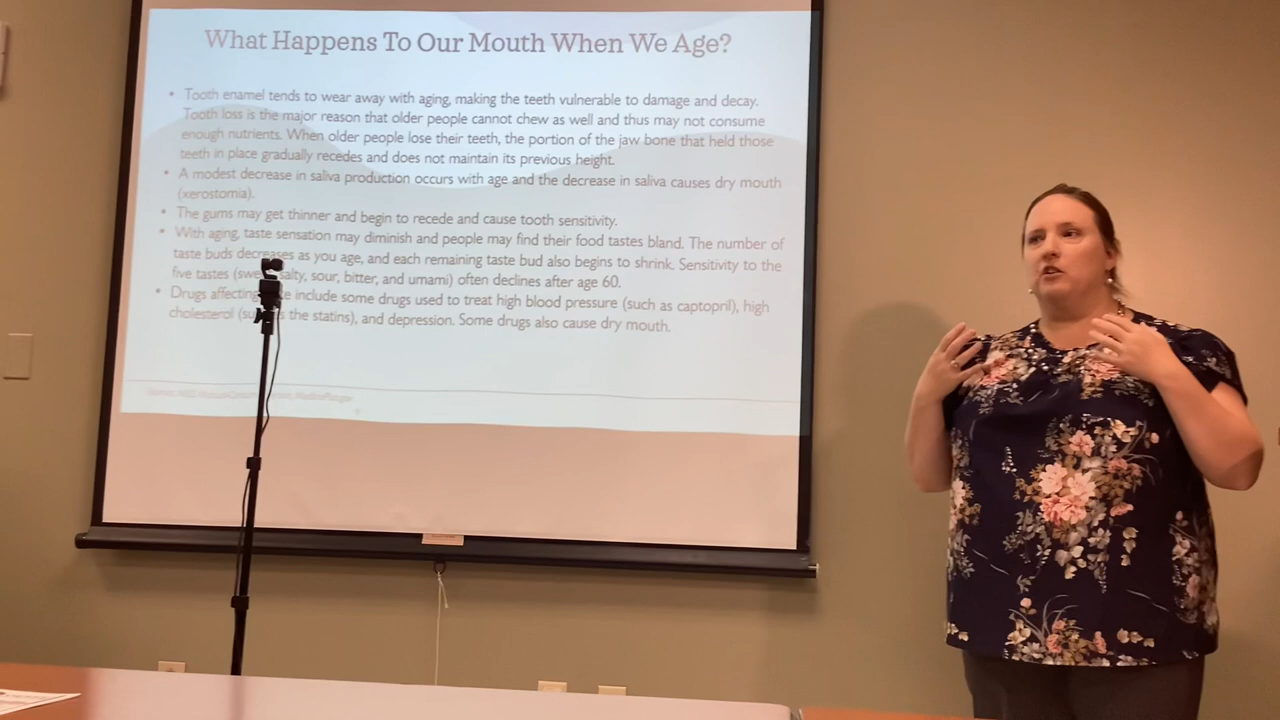 What Happens To Our Mouth When We Age?
• Tooth enamel tends to wear away with aging, making the teeth vulnerable to damage and decay.
Tooth loss is the major reason that older people cannot chew as well and thus may not consume
enough nutrients. When older people lose their teeth, the portion of the jaw bone that held those
teeth in place gradually recedes and does not maintain its previous height.
• A modest decrease in saliva production occurs with age and the decrease in saliva causes dry mouth
(xerostomia).
• The gums may get thinner and begin to recede and cause tooth sensitivity.
• With aging, taste sensation may diminish and people may find their food tastes bland. The number of
taste buds decreases as you age, and each remaining taste bud also begins to shrink. Sensitivity to the
five tastes salty, sour, bitter, and umami) often declines after age 60.
• Drugs affecting include some drugs used to treat high blood pressure (such as captopril), high
cholesterol the statins), and depression. Some drugs also cause dry mouth.